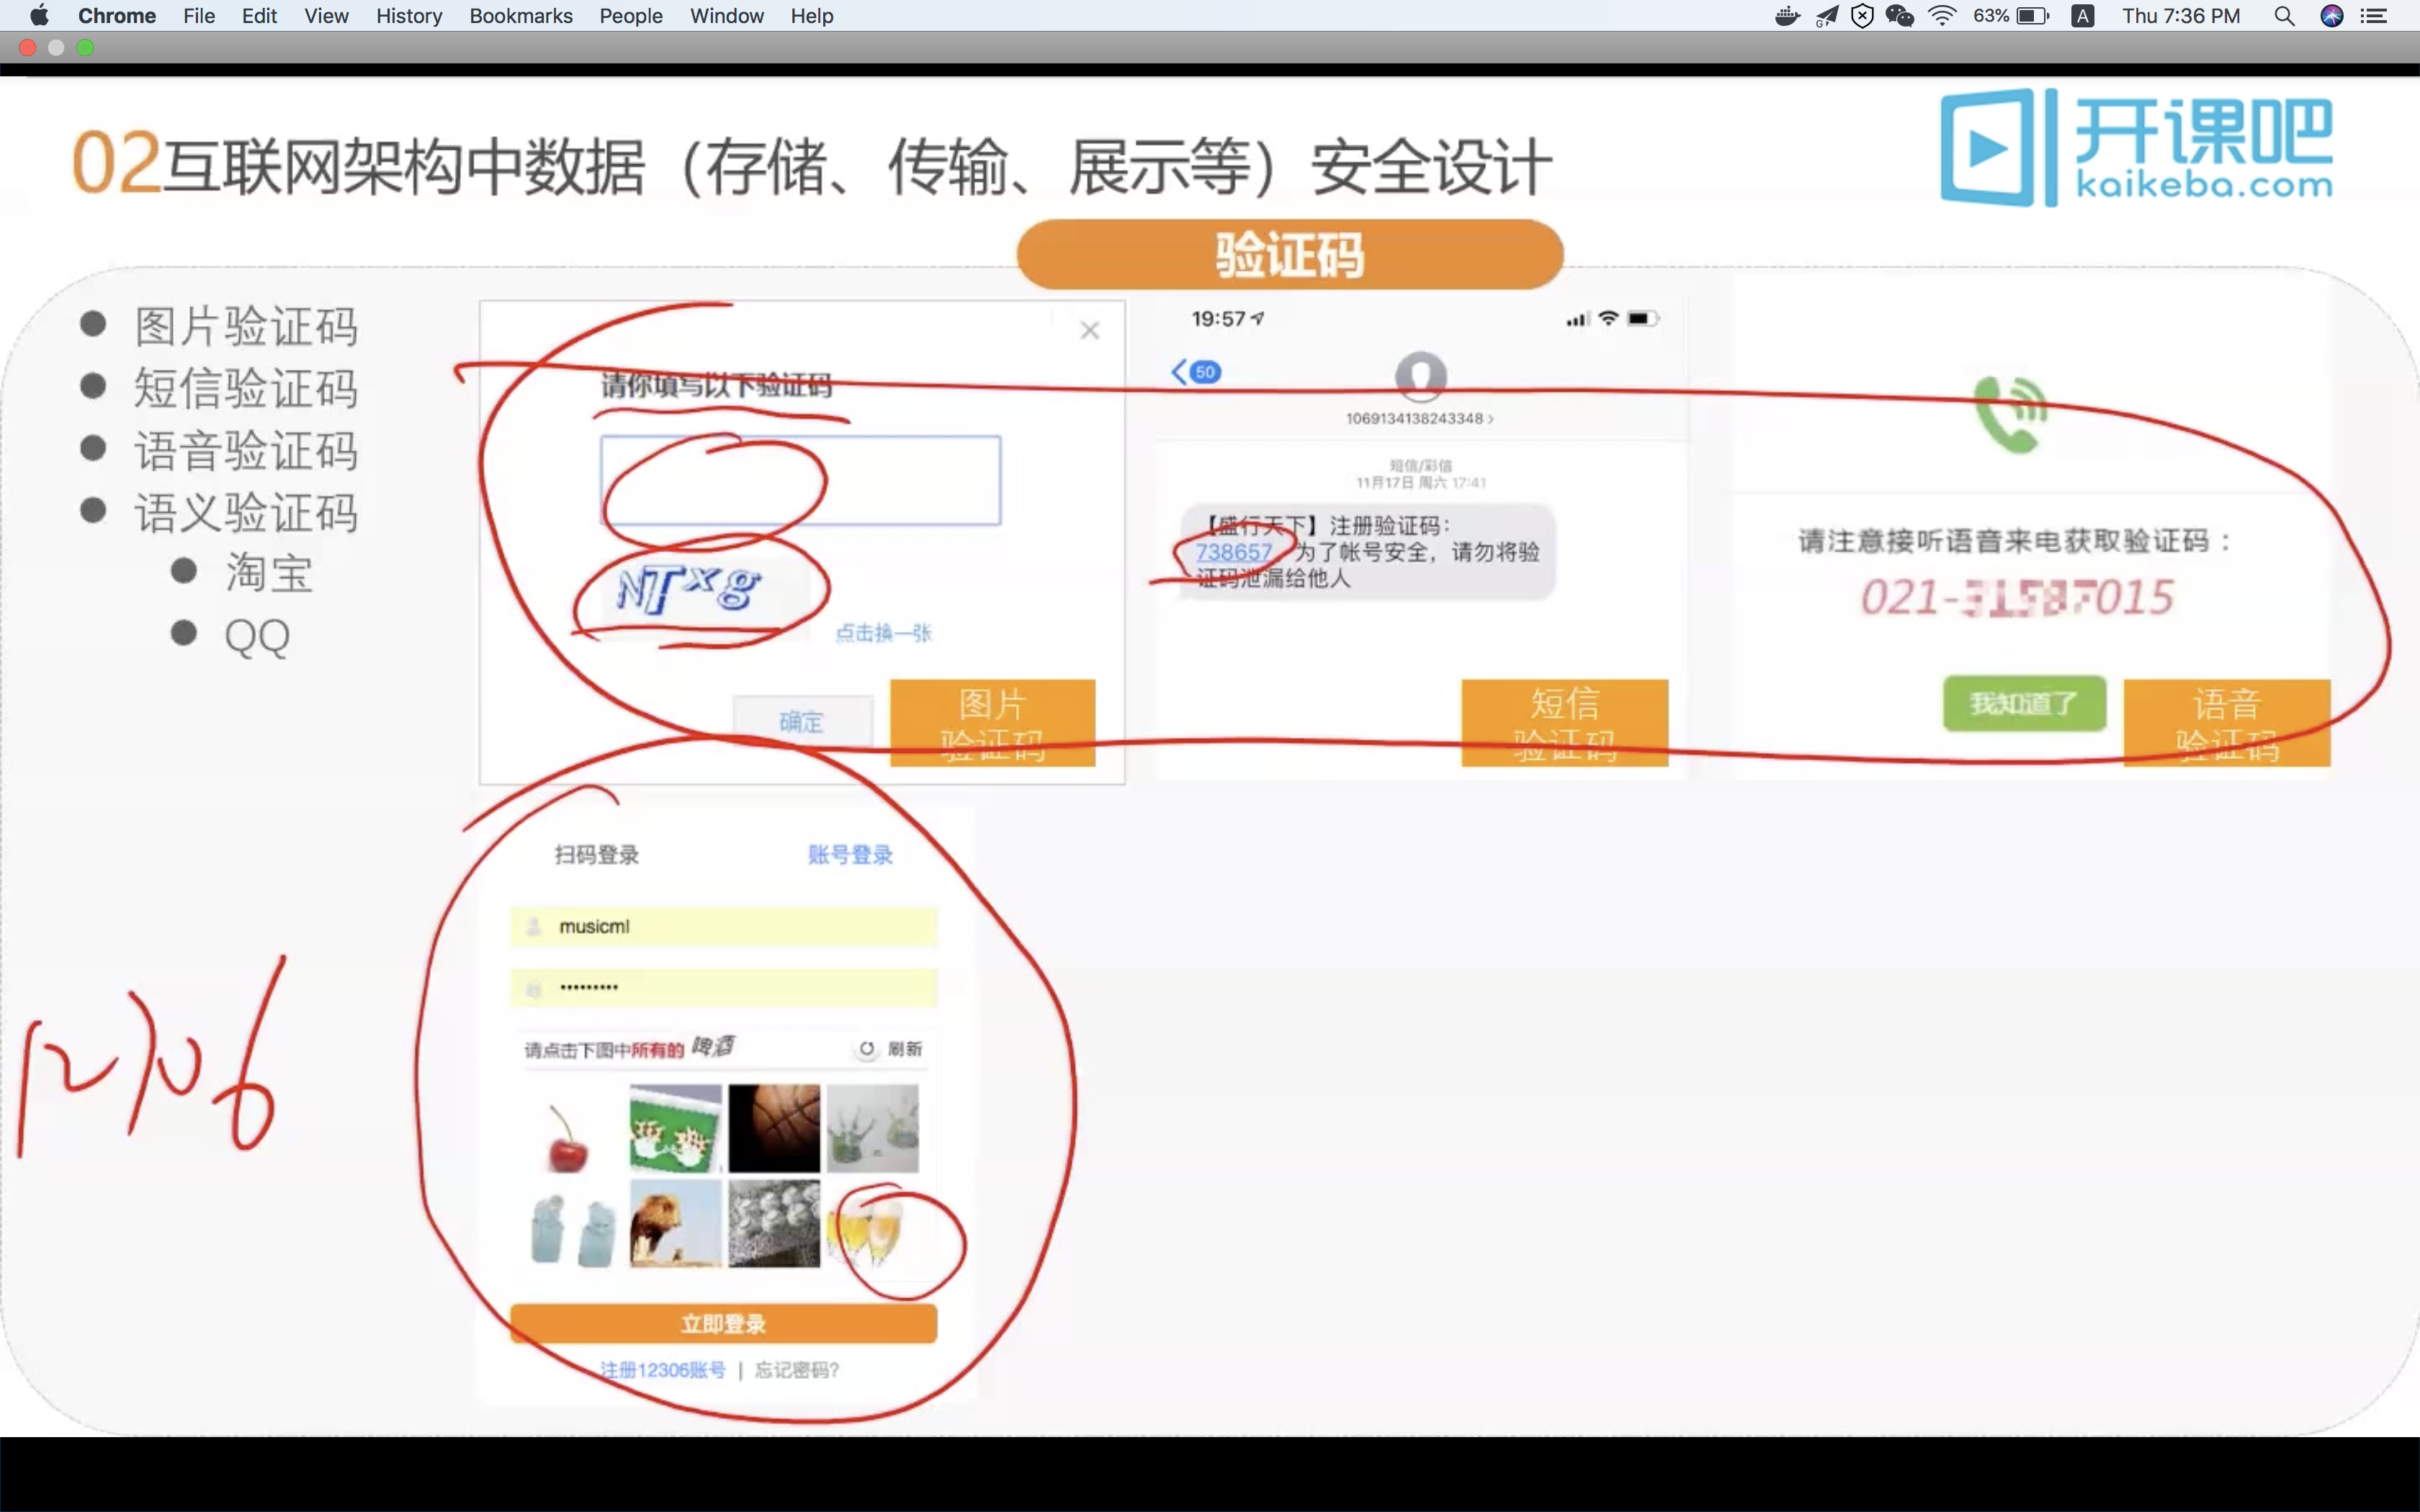 Chrome File Edit View History Bookmarks People Window Help 63% A Thu 7:36 PM
02互联网架构中数据（存储、传输、展示等）安全设计
开课吧
kaikeba.com
验证码
图片验证码
短信验证码
语音验证码
语义验证码
淘宝
QQ
请你填写以下验证码
NTxg
点击换一张
确定
图片
验证码
19:57
50
1069134138243348
短信/彩信
11月17日 周六 17:41
【盛行天下】注册验证码：
738657，为了帐号安全，请勿将验
证码泄漏给他人
短信
验证码
请注意接听语音来电获取验证码：
021-31587015
我知道了
语音
验证码
扫码登录 账号登录
musicml
请点击下图中所有的 啤酒 刷新
立即登录
注册12306账号 | 忘记密码?